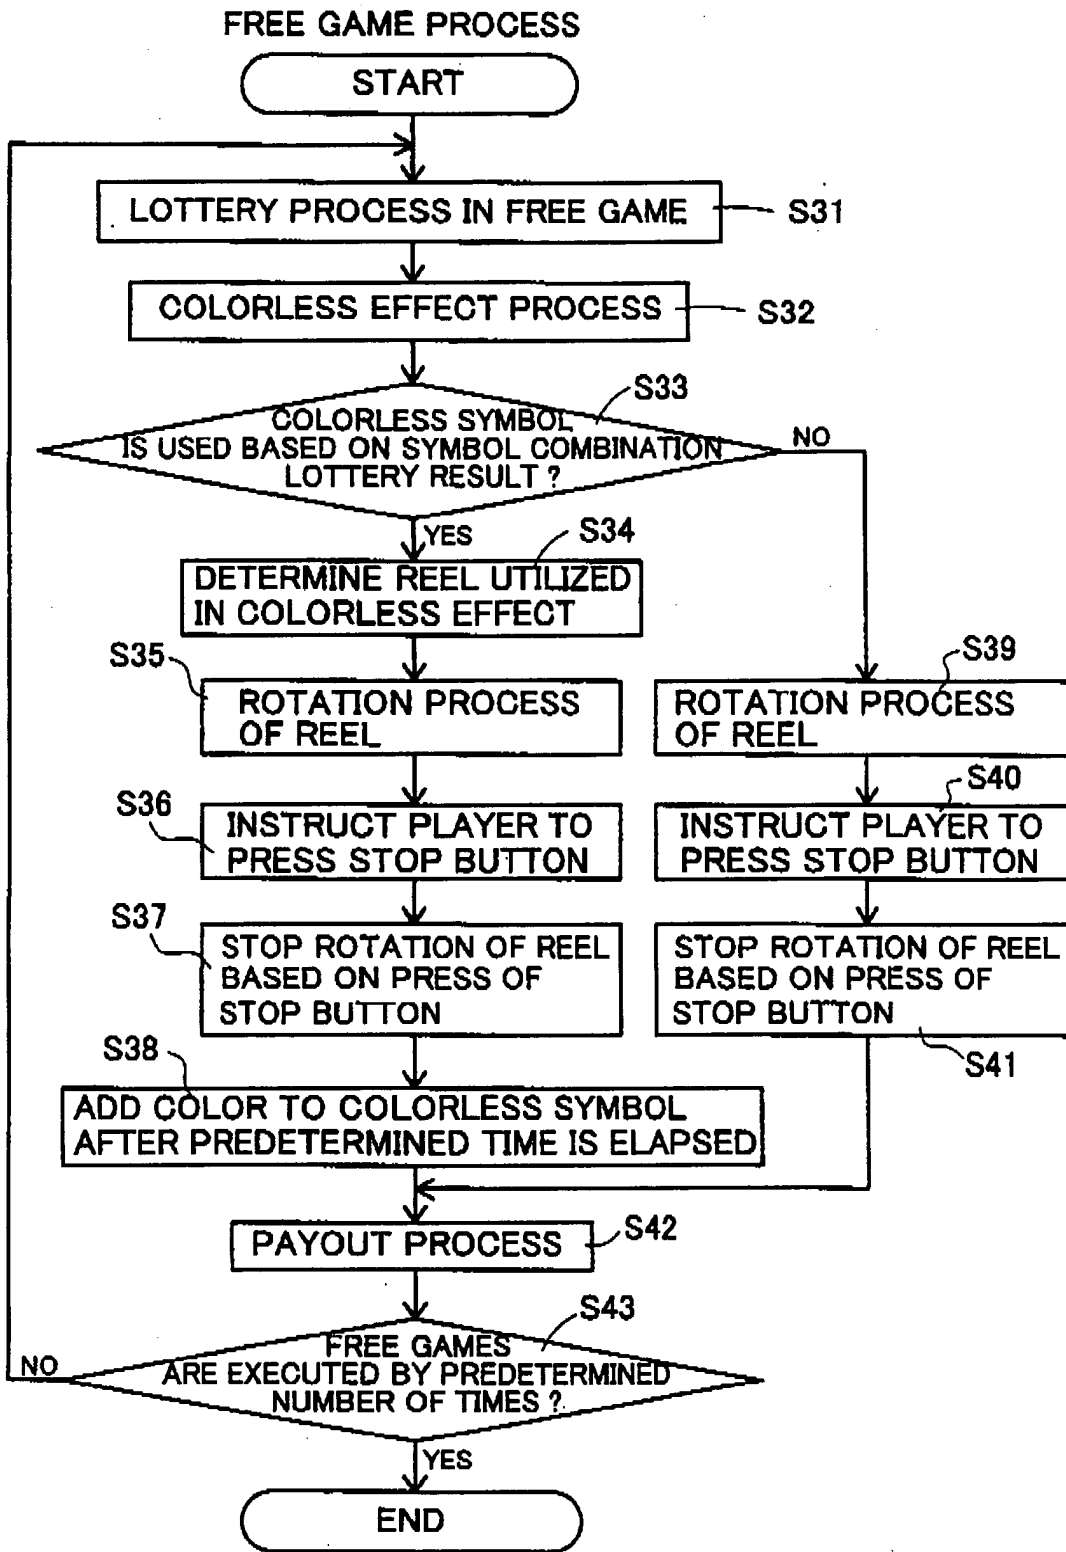 FREE GAME PROCESS
START
LOTTERY PROCESS IN FREE GAME
S31
COLORLESS EFFECT PROCESS
S32
S33
COLORLESS SYMBOL
IS USED BASED ON SYMBOL COMBINATION
LOTTERY RESULT ?
NO
YES
S34
DETERMINE REEL UTILIZED
IN COLORLESS EFFECT
S35
ROTATION PROCESS
OF REEL
S39
ROTATION PROCESS
OF REEL
S36
INSTRUCT PLAYER TO
PRESS STOP BUTTON
S40
INSTRUCT PLAYER TO
PRESS STOP BUTTON
S37
STOP ROTATION OF REEL
BASED ON PRESS OF
STOP BUTTON
STOP ROTATION OF REEL
BASED ON PRESS OF
STOP BUTTON
S41
S38
ADD COLOR TO COLORLESS SYMBOL
AFTER PREDETERMINED TIME IS ELAPSED
PAYOUT PROCESS
S42
S43
FREE GAMES
ARE EXECUTED BY PREDETERMINED
NUMBER OF TIMES ?
NO
YES
END